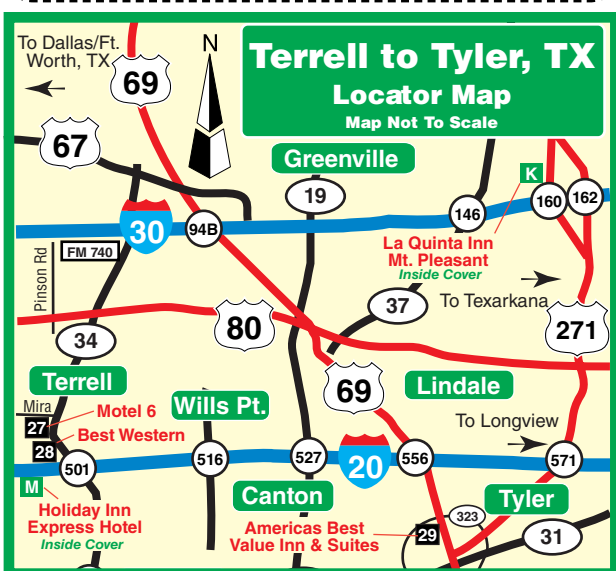 To Dallas/Ft.
Worth, TX
N
Terrell to Tyler, TX
Locator Map
Map Not To Scale
69
67
Greenville
K
19
160
162
146
30
94B
La Quinta Inn
Mt. Pleasant
Inside Cover
FM 740
Pinson Rd
37
To Texarkana
80
271
34
Terrell
69
Lindale
Wills Pt.
Mira
27
Motel 6
28
Best Western
To Longview
501
516
527
20
556
571
M
Canton
Tyler
Holiday Inn
Express Hotel
Inside Cover
Americas Best
Value Inn & Suites
29
323
31